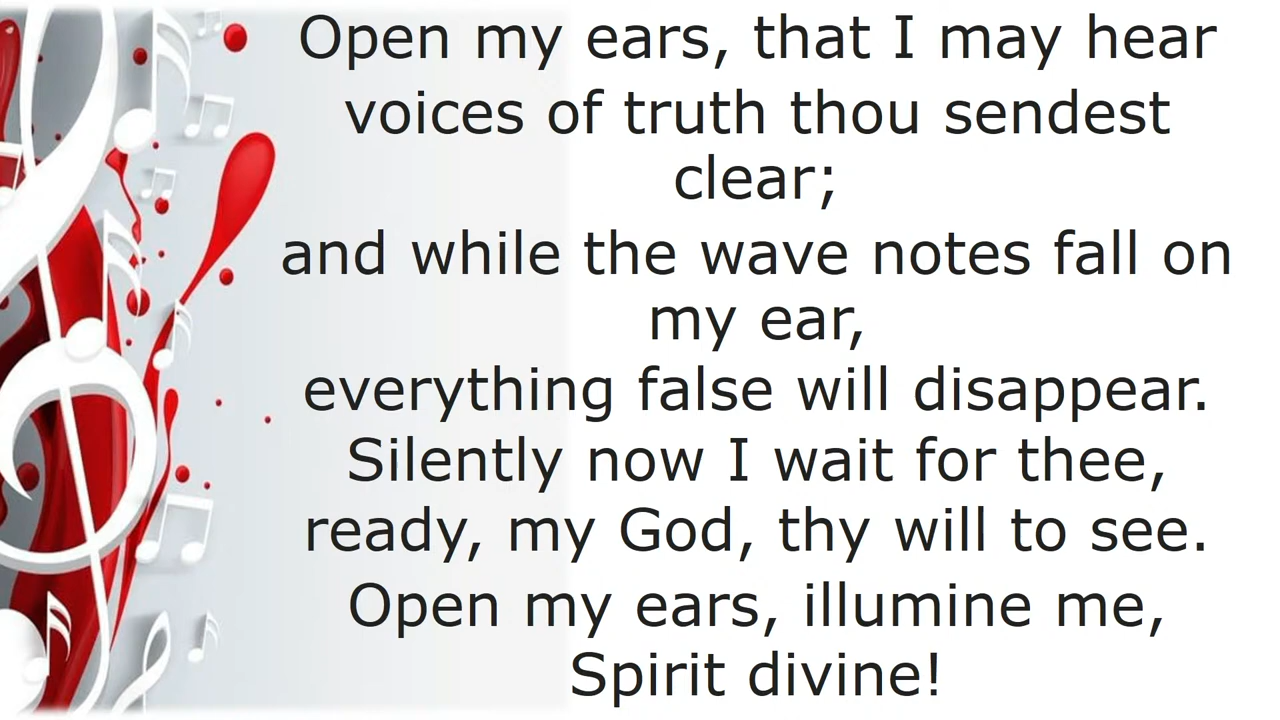 Open my ears, that I may hear
voices of truth thou sendest
clear;
and while the wave notes fall on
my ear,
everything false will disappear.
Silently now I wait for thee,
ready, my God, thy will to see.
Open my ears, illumine me,
Spirit divine!